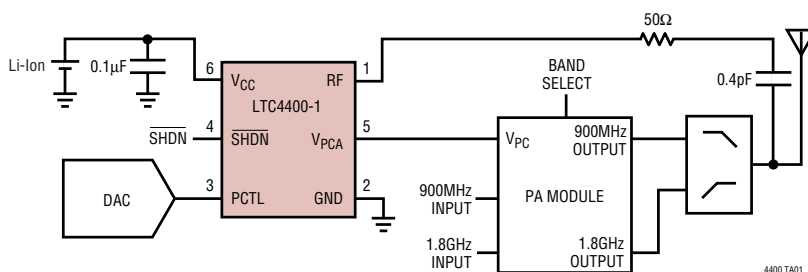 50Ω
Li-Ion
0.1µF
6
VCC
RF
1
BAND
SELECT
0.4pF
LTC4400-1
SHDN
4
SHDN
VPCA
5
VPC
900MHz
OUTPUT
DAC
3
PCTL
GND
2
900MHz
INPUT
PA MODULE
1.8GHz
INPUT
1.8GHz
OUTPUT
4400 TA01